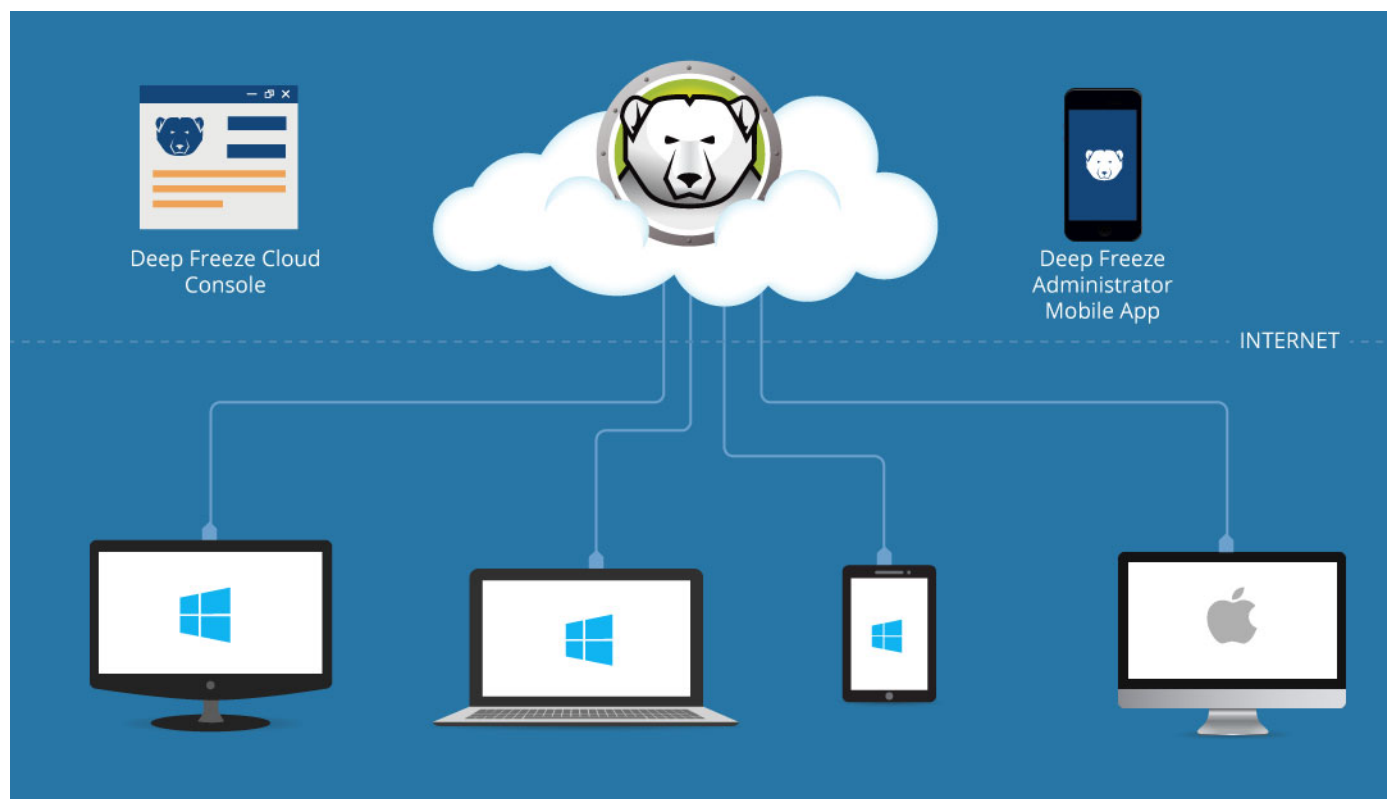 Deep Freeze Cloud
Console
Deep Freeze
Administrator
Mobile App
INTERNET